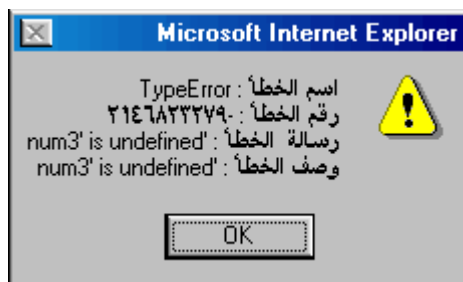 Microsoft Internet Explorer
اسم الخطأ : TypeError
رقم الخطأ : -٢١٤٦٨٢٣٢٧٩
رسالة الخطأ : 'num3' is undefined
وصف الخطأ : 'num3' is undefined
OK